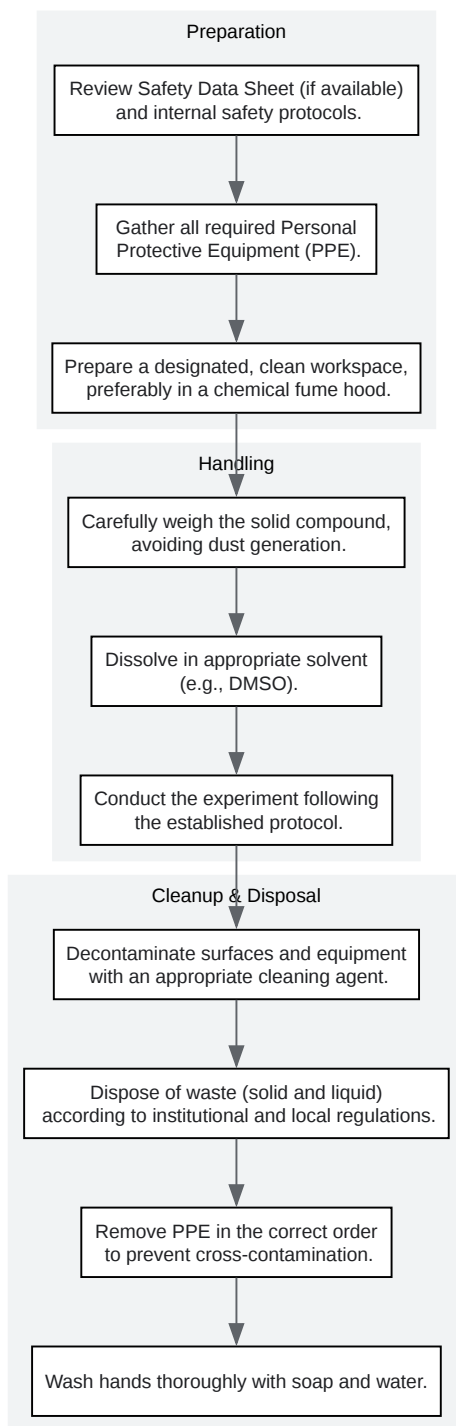 Preparation
Review Safety Data Sheet (if available)
and internal safety protocols.
Gather all required Personal
Protective Equipment (PPE).
Prepare a designated, clean workspace,
preferably in a chemical fume hood.
Handling
Carefully weigh the solid compound,
avoiding dust generation.
Dissolve in appropriate solvent
(e.g., DMSO).
Conduct the experiment following
the established protocol.
Cleanup & Disposal
Decontaminate surfaces and equipment
with an appropriate cleaning agent.
Dispose of waste (solid and liquid)
according to institutional and local regulations.
Remove PPE in the correct order
to prevent cross-contamination.
Wash hands thoroughly with soap and water.